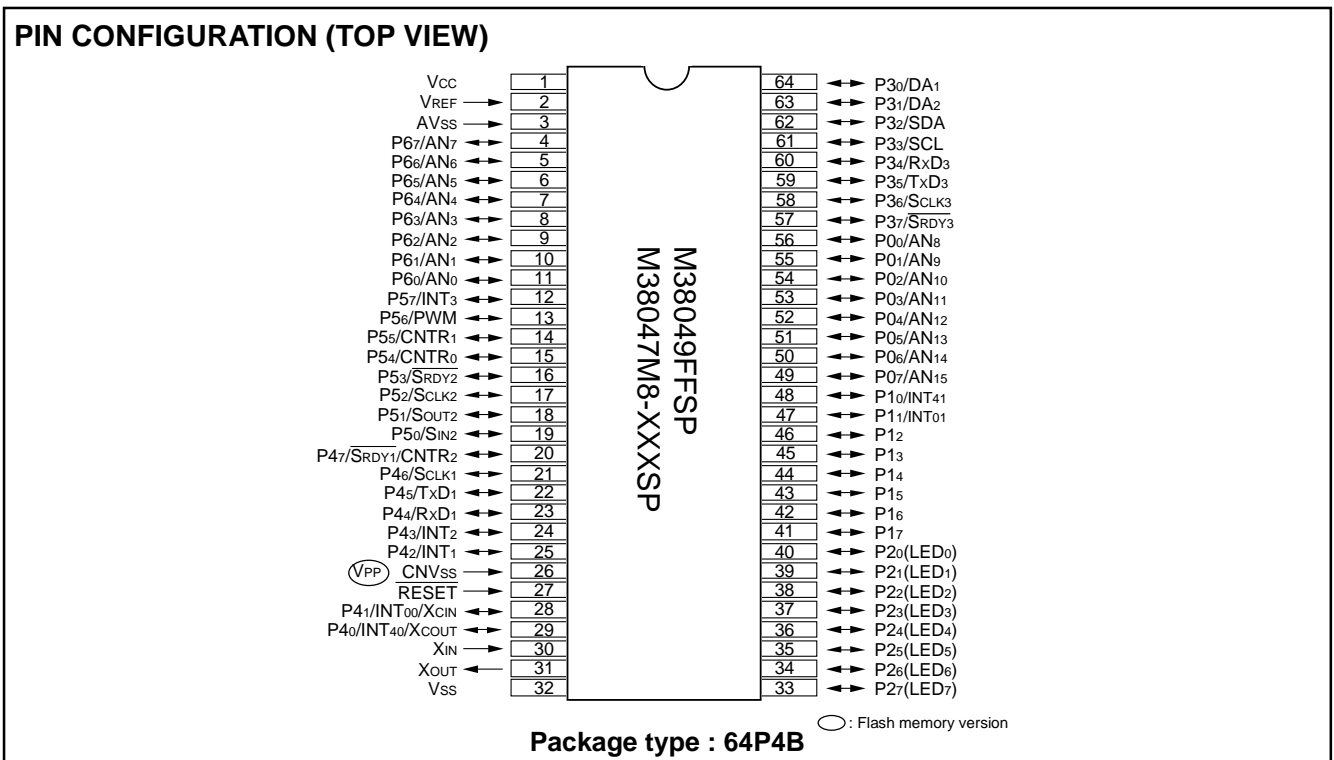 PIN CONFIGURATION (TOP VIEW)
VCC 1 64 P30/DA1
VREF 2 63 P31/DA2
AVSS 3 62 P32/SDA
P67/AN7 4 61 P33/SCL
P66/AN6 5 60 P34/RxD3
P65/AN5 6 59 P35/TxD3
P64/AN4 7 58 P36/SCLK3
P63/AN3 8 57 P37/SRDY3
P62/AN2 9 56 P00/AN8
P61/AN1 10 55 P01/AN9
P60/AN0 11 54 P02/AN10
P57/INT3 12 53 P03/AN11
P56/PWM 13 52 P04/AN12
P55/CNTR1 14 51 P05/AN13
P54/CNTR0 15 50 P06/AN14
P53/SRDY2 16 49 P07/AN15
P52/SCLK2 17 48 P10/INT41
P51/SOUT2 18 47 P11/INT01
P50/SIN2 19 46 P12
P47/SRDY1/CNTR2 20 45 P13
P46/SCLK1 21 44 P14
P45/TxD1 22 43 P15
P44/RxD1 23 42 P16
P43/INT2 24 41 P17
P42/INT1 25 40 P20(LED0)
VPP CNVSS 26 39 P21(LED1)
RESET 27 38 P22(LED2)
P41/INT00/XCIN 28 37 P23(LED3)
P40/INT40/XCOUT 29 36 P24(LED4)
XIN 30 35 P25(LED5)
XOUT 31 34 P26(LED6)
VSS 32 33 P27(LED7)
M38049FFSP
M38047M8-XXXSP
: Flash memory version
Package type : 64P4B